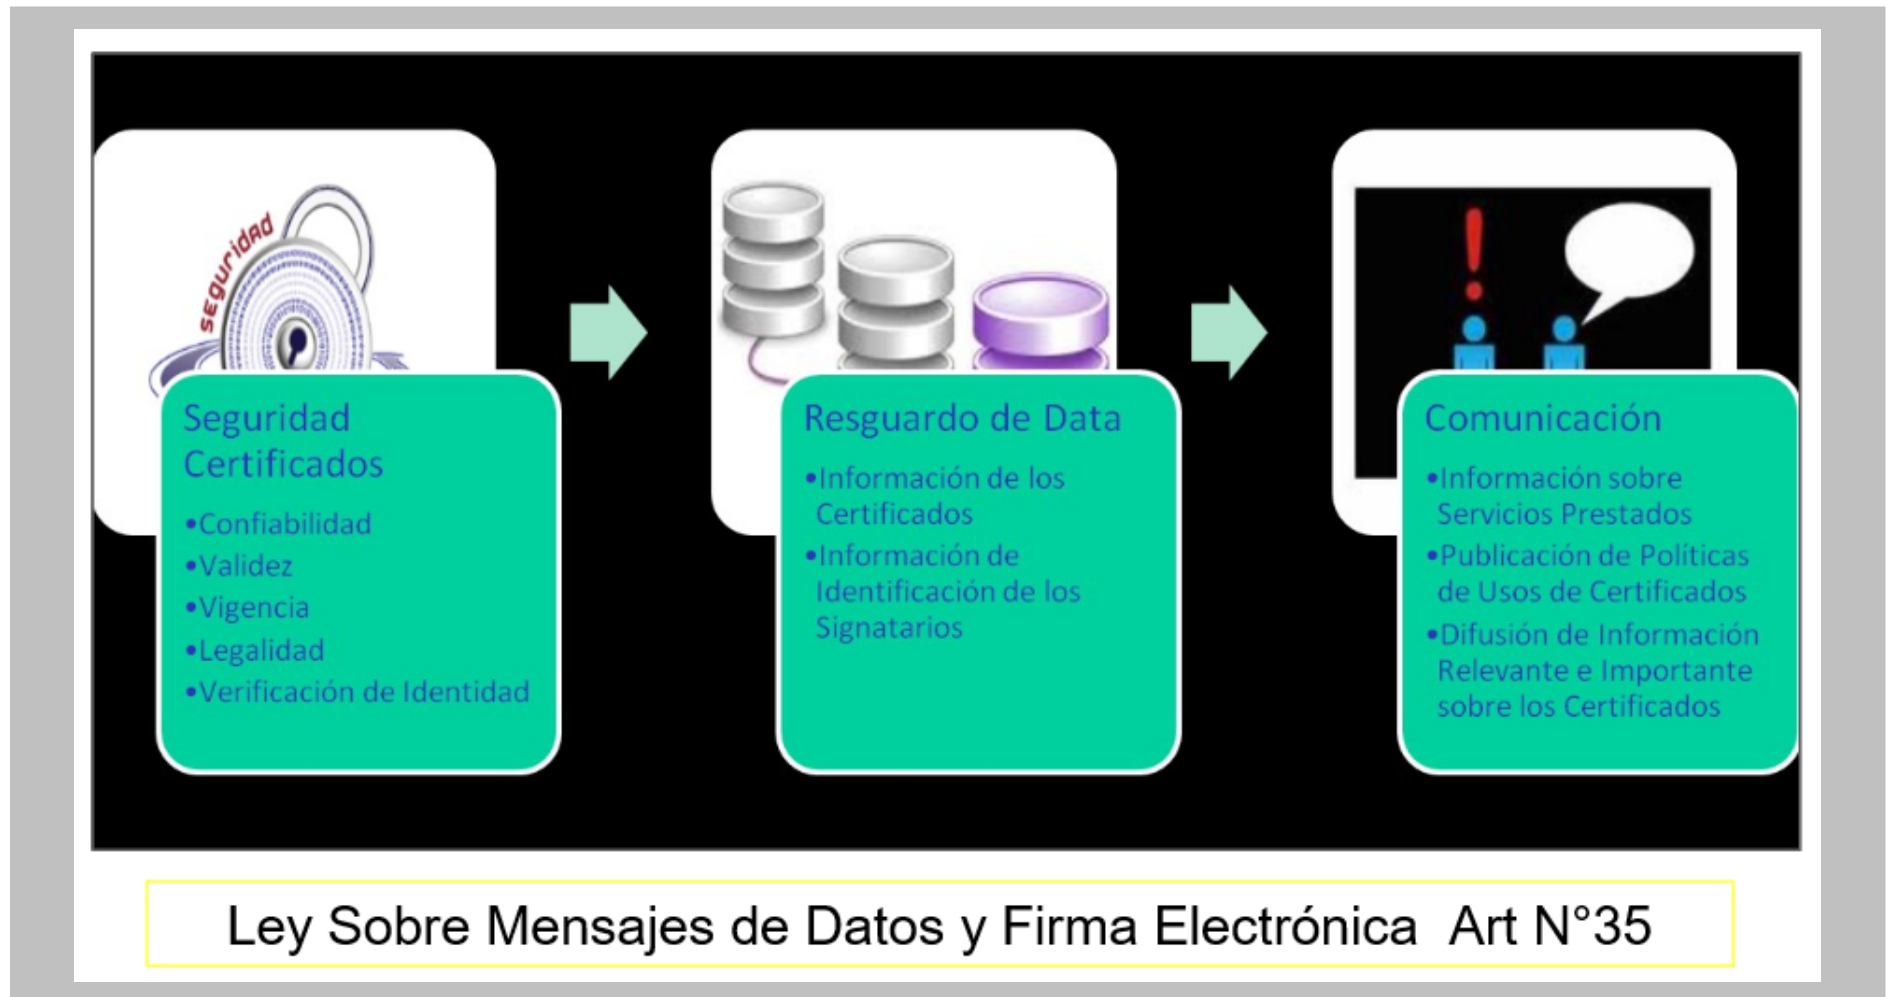 seguridad
Seguridad
Certificados
•Confiabilidad
•Validez
•Vigencia
•Legalidad
•Verificación de Identidad
Resguardo de Data
•Información de los
Certificados
•Información de
Identificación de los
Signatarios
!
Comunicación
•Información sobre
Servicios Prestados
•Publicación de Políticas
de Usos de Certificados
•Difusión de Información
Relevante e Importante
sobre los Certificados
Ley Sobre Mensajes de Datos y Firma Electrónica Art N°35